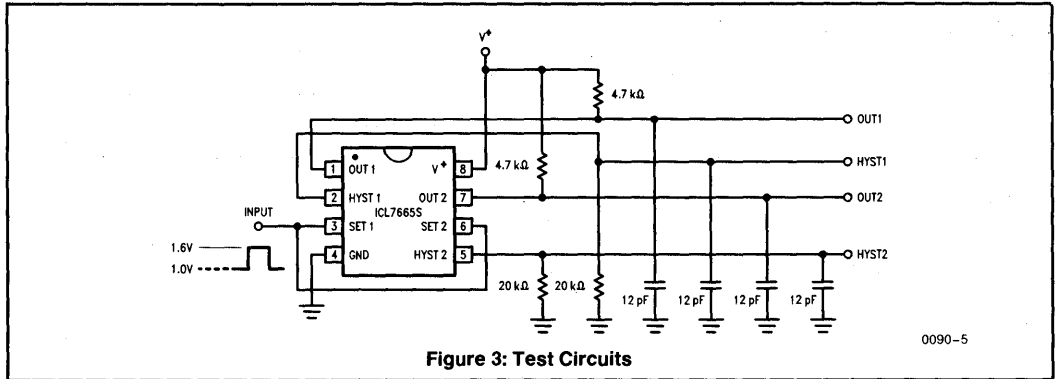 V+
4.7 kΩ
OUT1
HYST1
4.7 kΩ
1 OUT 1 V+ 8
2 HYST 1 OUT 2 7
OUT2
ICL7665S
INPUT
3 SET 1 SET 2 6
4 GND HYST 2 5
HYST2
1.6V
1.0V
20 kΩ 20 kΩ
12 pF 12 pF 12 pF 12 pF
0090-5
Figure 3: Test Circuits